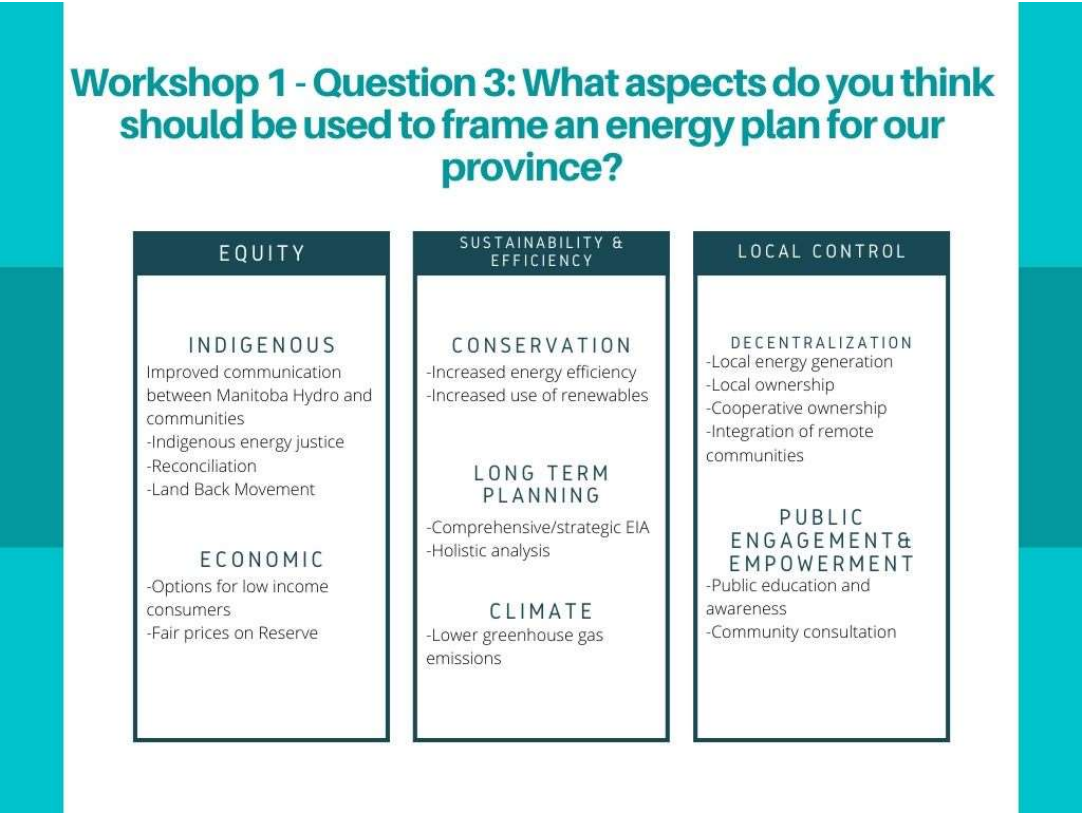 Workshop 1 - Question 3: What aspects do you think
should be used to frame an energy plan for our
province?
EQUITY
INDIGENOUS
Improved communication
between Manitoba Hydro and
communities
-Indigenous energy justice
-Reconciliation
-Land Back Movement
ECONOMIC
-Options for low income
consumers
-Fair prices on Reserve
SUSTAINABILITY &
EFFICIENCY
CONSERVATION
-Increased energy efficiency
-Increased use of renewables
LONG TERM
PLANNING
-Comprehensive/strategic EIA
-Holistic analysis
CLIMATE
-Lower greenhouse gas
emissions
LOCAL CONTROL
DECENTRALIZATION
-Local energy generation
-Local ownership
-Cooperative ownership
-Integration of remote
communities
PUBLIC
ENGAGEMENT&
EMPOWERMENT
-Public education and
awareness
-Community consultation